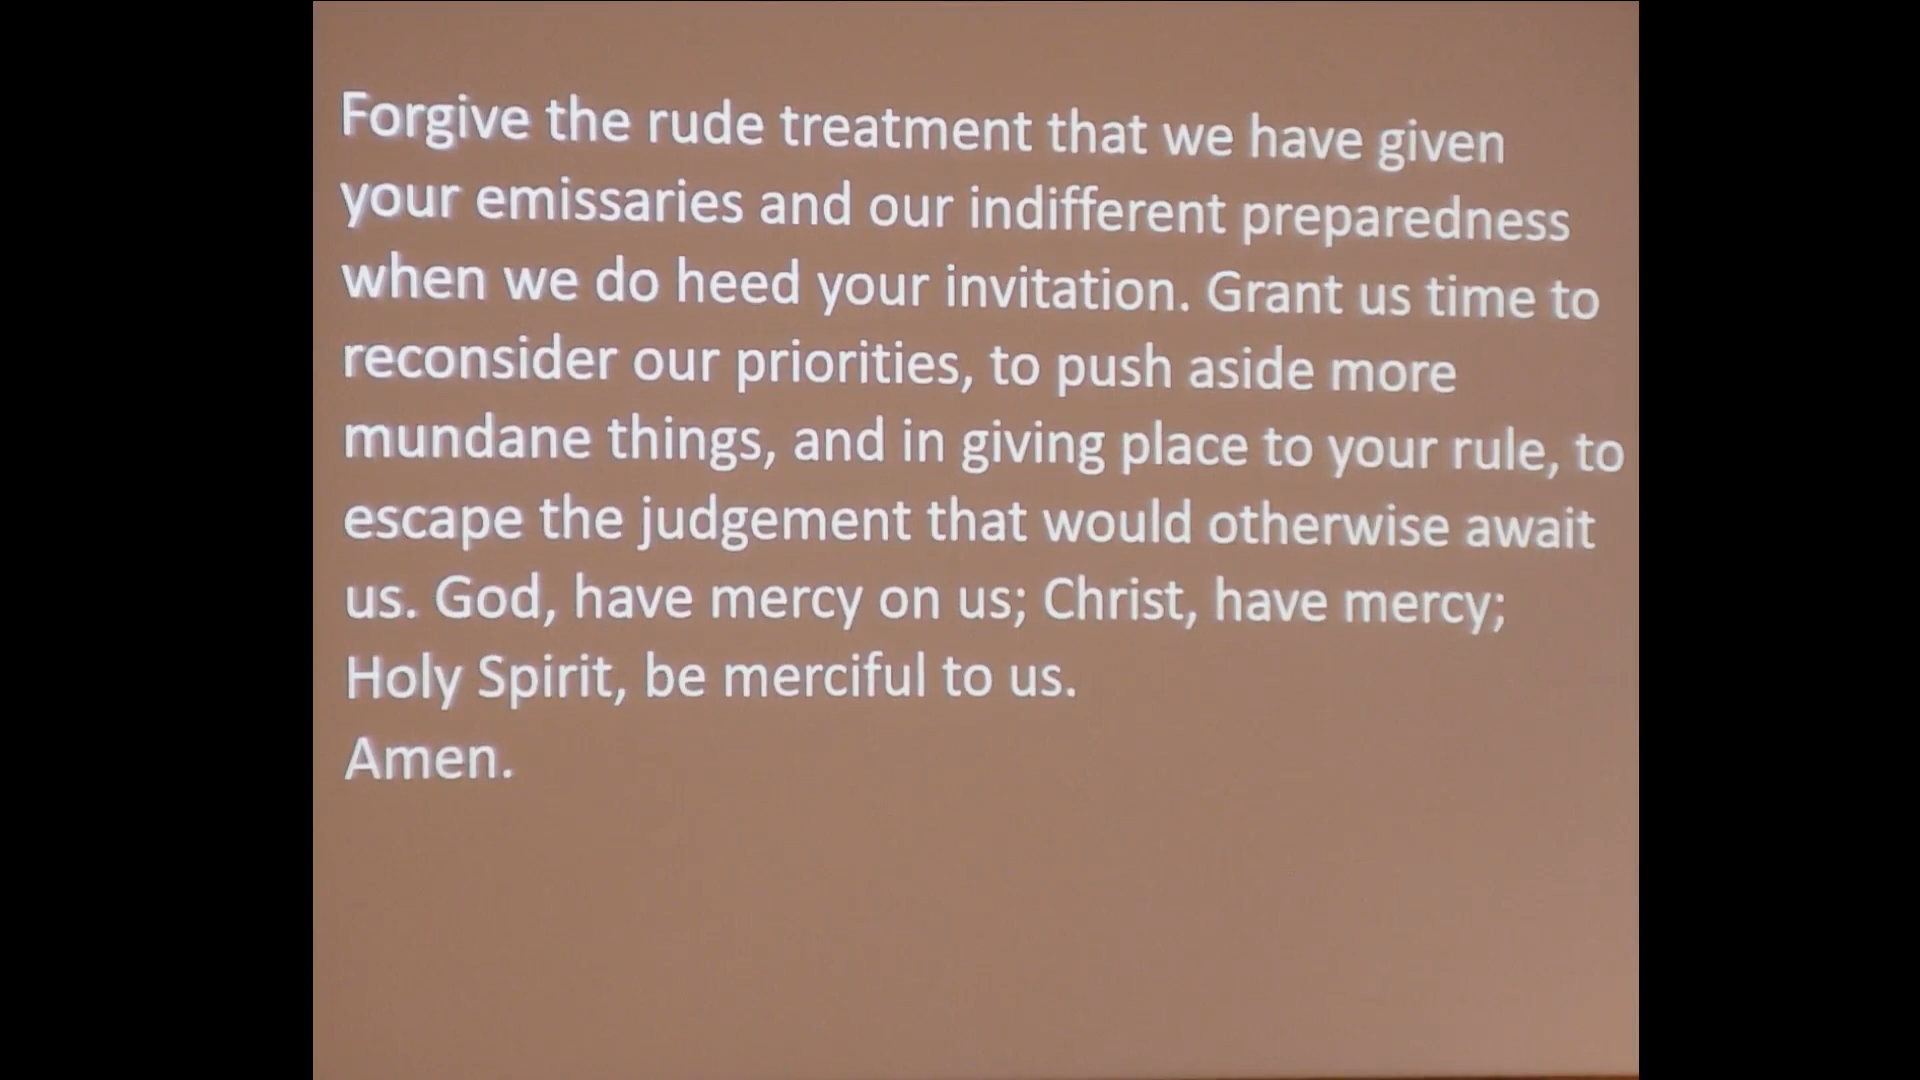 Forgive the rude treatment that we have given
your emissaries and our indifferent preparedness
when we do heed your invitation. Grant us time to
reconsider our priorities, to push aside more
mundane things, and in giving place to your rule, to
escape the judgement that would otherwise await
us. God, have mercy on us; Christ, have mercy;
Holy Spirit, be merciful to us.
Amen.